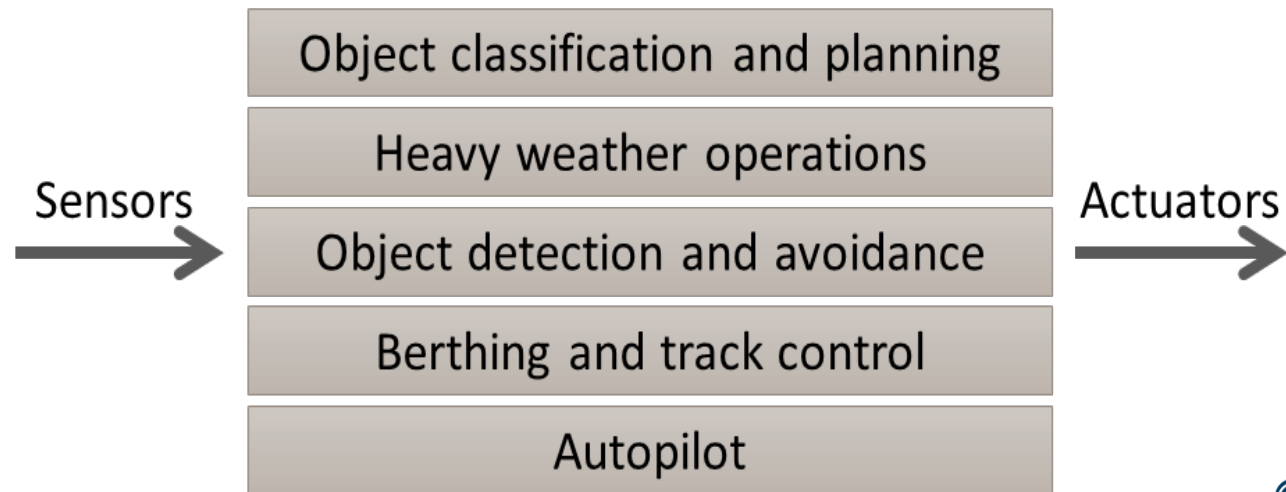 Object classification and planning
Heavy weather operations
Sensors
Actuators
Object detection and avoidance
Berthing and track control
Autopilot